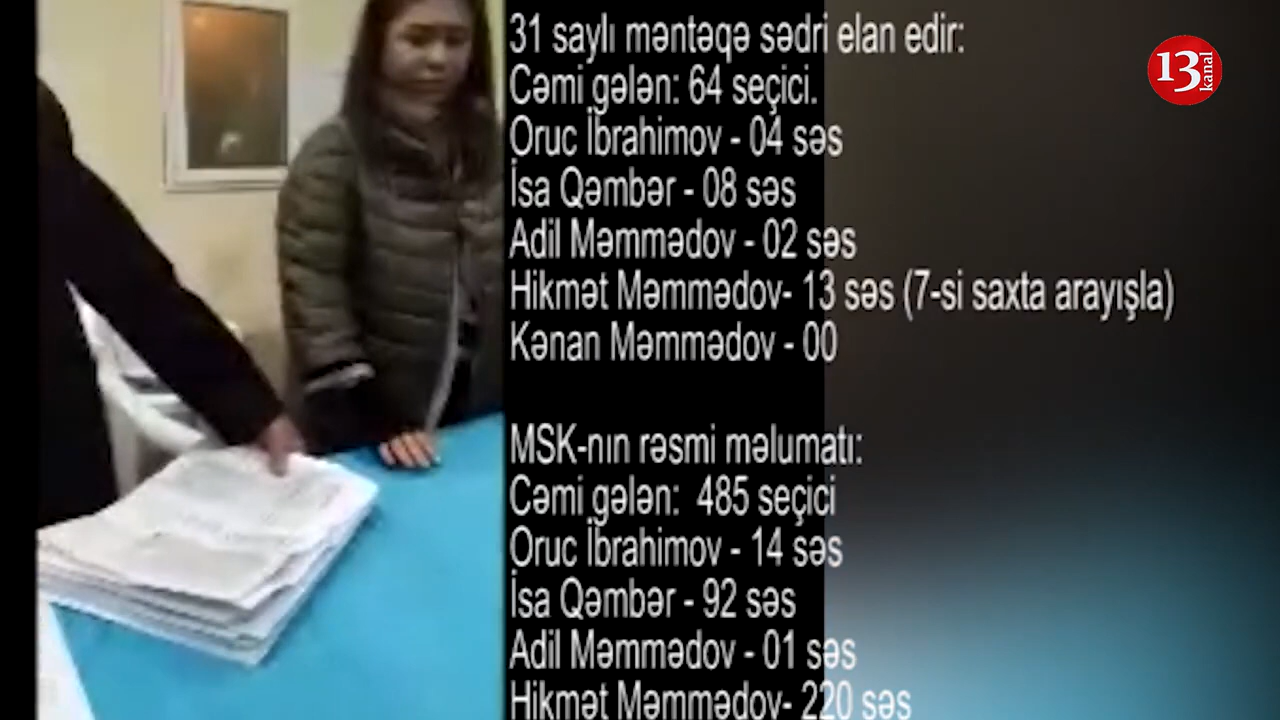 31 saylı məntəqə sədri elan edir:
Cəmi gələn: 64 seçici.
Oruc İbrahimov - 04 səs
İsa Qəmbər - 08 səs
Adil Məmmədov - 02 səs
Hikmət Məmmədov- 13 səs (7-si saxta arayışla)
Kənan Məmmədov - 00
MSK-nın rəsmi məlumatı:
Cəmi gələn:  485 seçici
Oruc İbrahimov - 14 səs
İsa Qəmbər - 92 səs
Adil Məmmədov - 01 səs
Hikmət Məmmədov- 220 səs
13 kanal